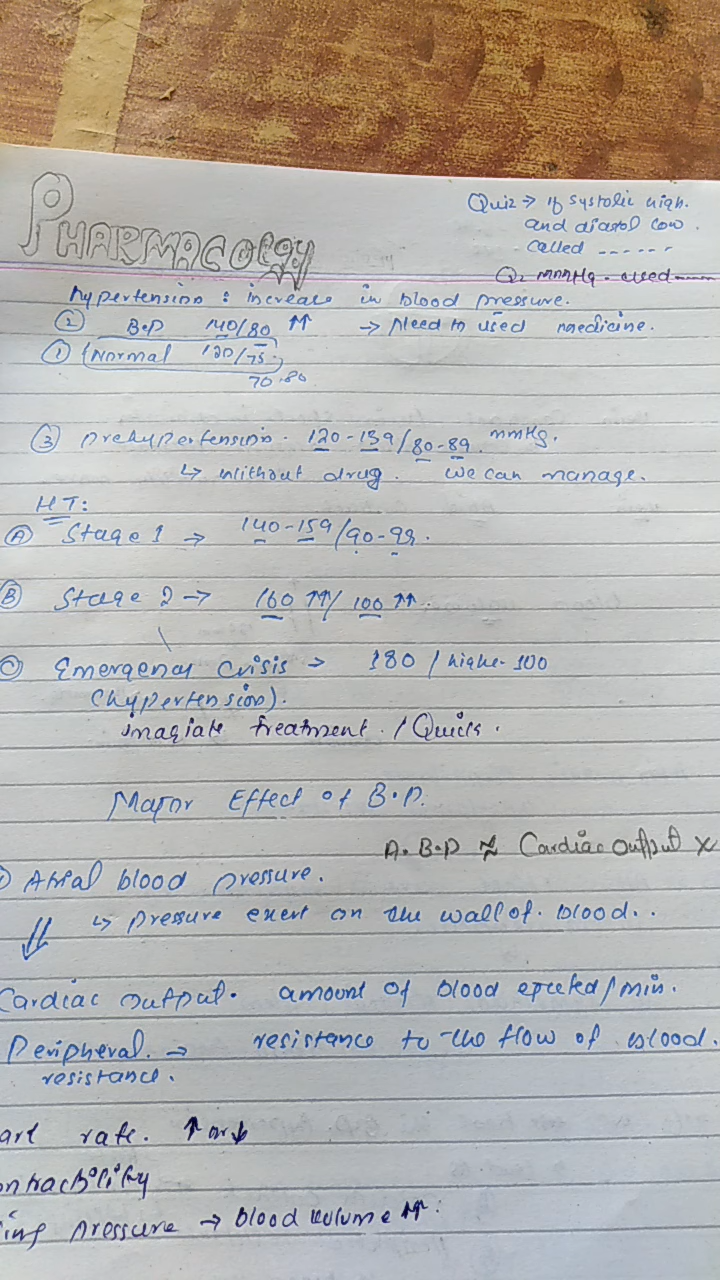 PHARMACOLOGY
Quiz → if systolic high.
and diastol low.
called ------
Q. mmHg. used-----
hypertension : increase in blood pressure.
② B.P 140/80 ↑↑ → Need to used medicine.
① Normal 120/75
70.80
③ prehypertension. 120-139/80-89 mmHg.
↳ without drug. we can manage.
HT:
Ⓐ Stage 1 → 140-159/90-99.
Ⓑ Stage 2 → 160 ↑↑/ 100 ↑↑.
Ⓒ Emergency crisis → 180 / highe- 100
(hypertension).
imagiate treatment. / Quick.
Major Effect of B.P.
A. B.P ≈ Cardiac output ×
blood pressure.
↳ pressure exert on the wall of. blood..
Cardiac output. amount of blood ejected/min.
Peripheral. → resistance to the flow of blood.
resistance.
art rate. ↑ or ↓
ontractility
ing pressure → blood volume ↑↑.